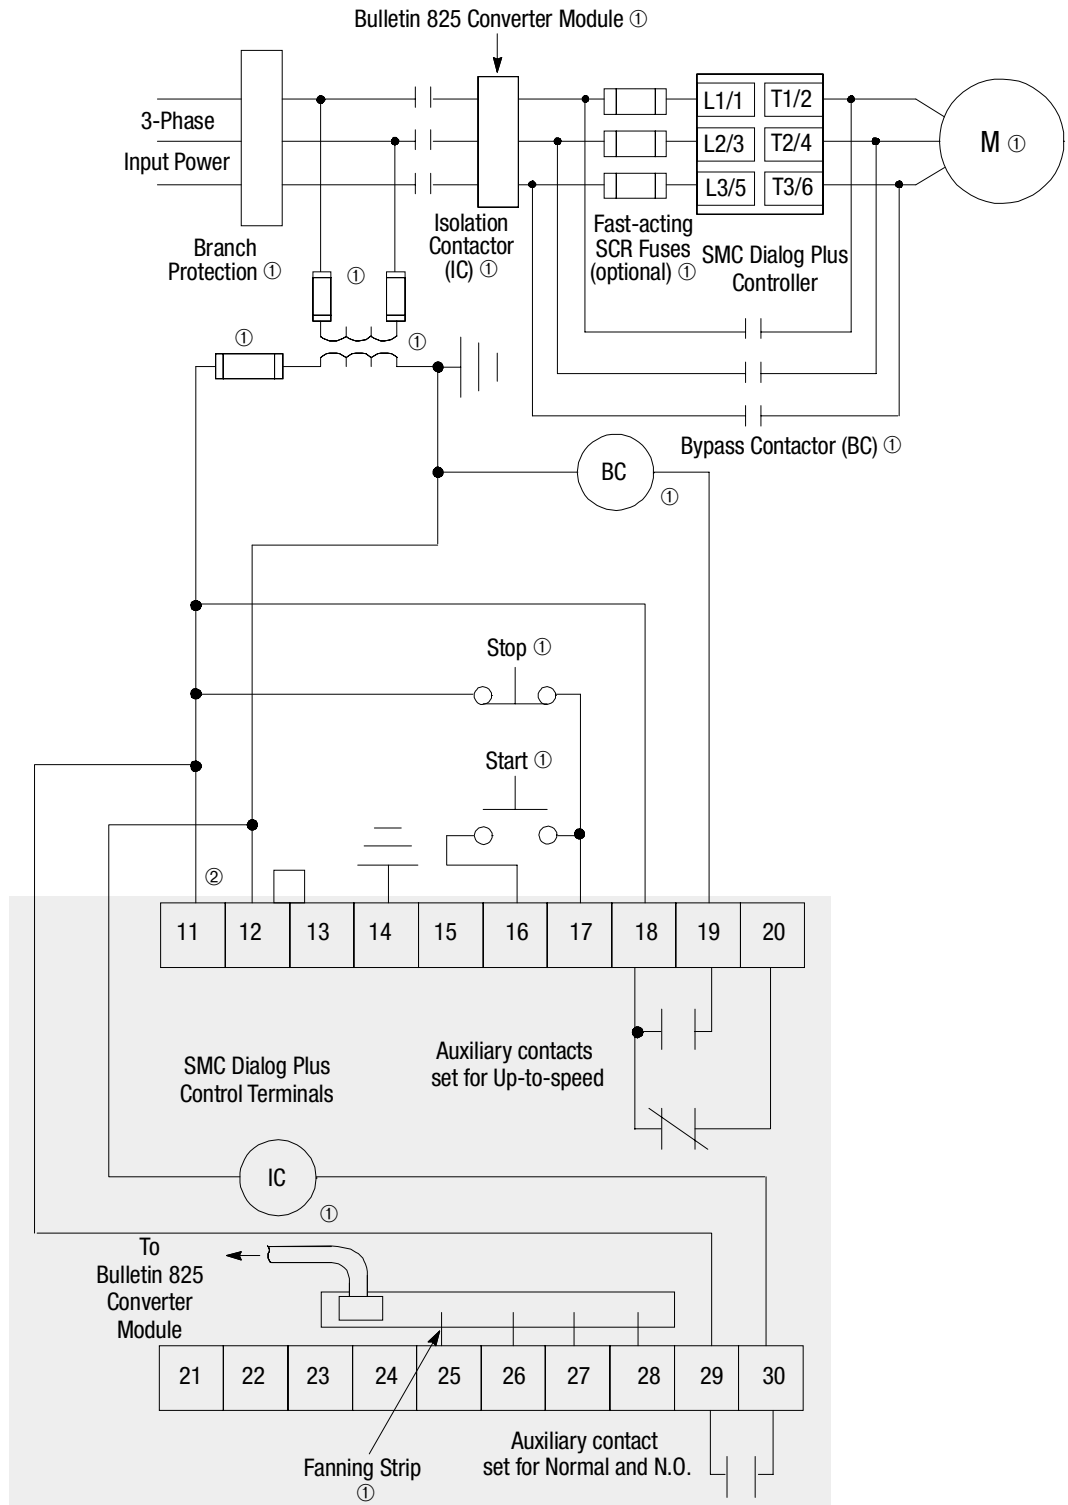 Bulletin 825 Converter Module ①
3-Phase
Input Power
L1/1 T1/2
L2/3 T2/4
L3/5 T3/6
M ①
Branch
Protection ①
Isolation
Contactor
(IC) ①
Fast-acting
SCR Fuses
(optional) ①
SMC Dialog Plus
Controller
①
①
①
Bypass Contactor (BC) ①
BC
①
Stop ①
Start ①
②
11 12 13 14 15 16 17 18 19 20
SMC Dialog Plus
Control Terminals
Auxiliary contacts
set for Up-to-speed
IC
①
To
Bulletin 825
Converter
Module
21 22 23 24 25 26 27 28 29 30
Fanning Strip
①
Auxiliary contact
set for Normal and N.O.